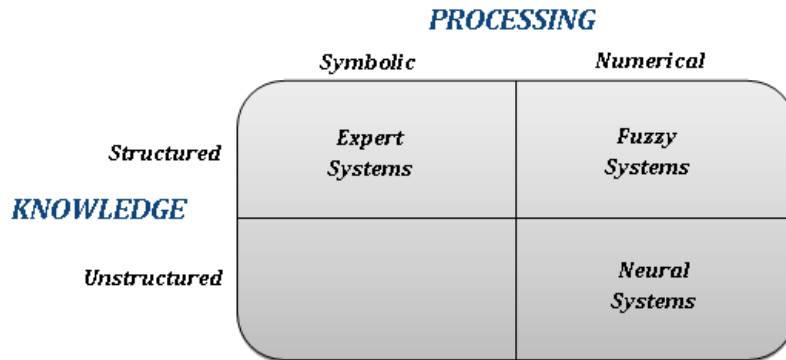 PROCESSING
Symbolic Numerical
Structured
Expert
Systems
Fuzzy
Systems
KNOWLEDGE
Unstructured
Neural
Systems